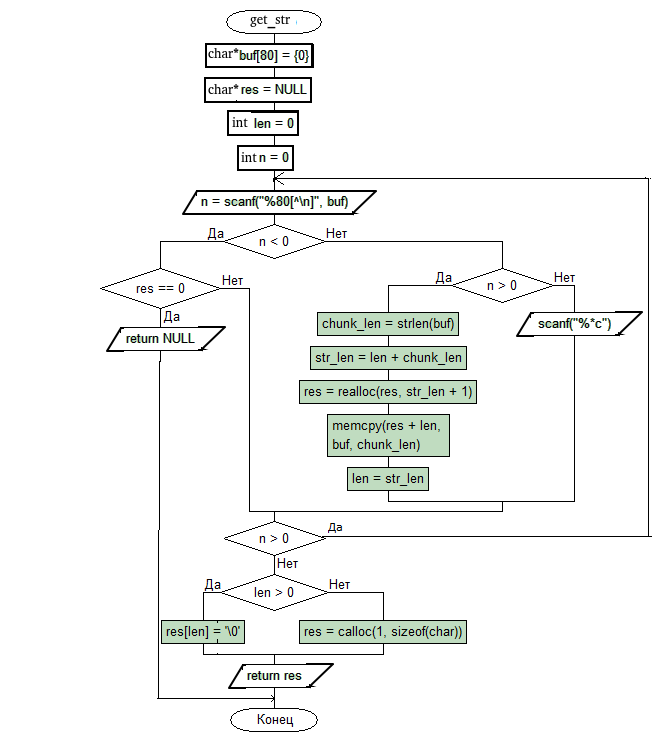 get_str
char* buf[80] = {0}
char* res = NULL
int len = 0
int n = 0
n = scanf("%80[^\n]", buf)
Да
n < 0
Нет
res == 0
Нет
Да
return NULL
Да
n > 0
Нет
chunk_len = strlen(buf)
scanf("%*c")
str_len = len + chunk_len
res = realloc(res, str_len + 1)
memcpy(res + len,
buf, chunk_len)
len = str_len
n > 0
Да
Нет
Да
len > 0
Нет
res[len] = '\0'
res = calloc(1, sizeof(char))
return res
Конец